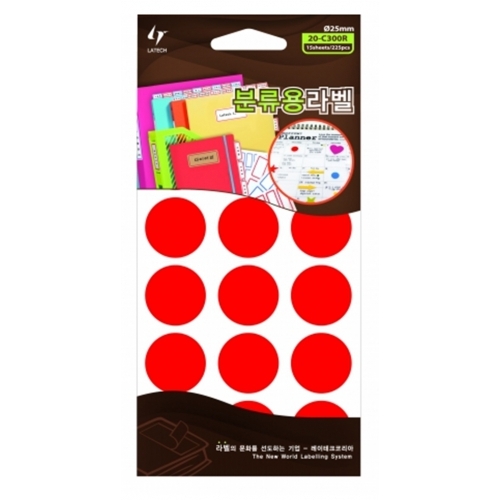 LATECH
Ø25mm
20-C300R
15sheets/225pcs
분류용라벨
Planner
라벨의 문화를 선도하는 기업 - 레이테크코리아
The New World Labelling System